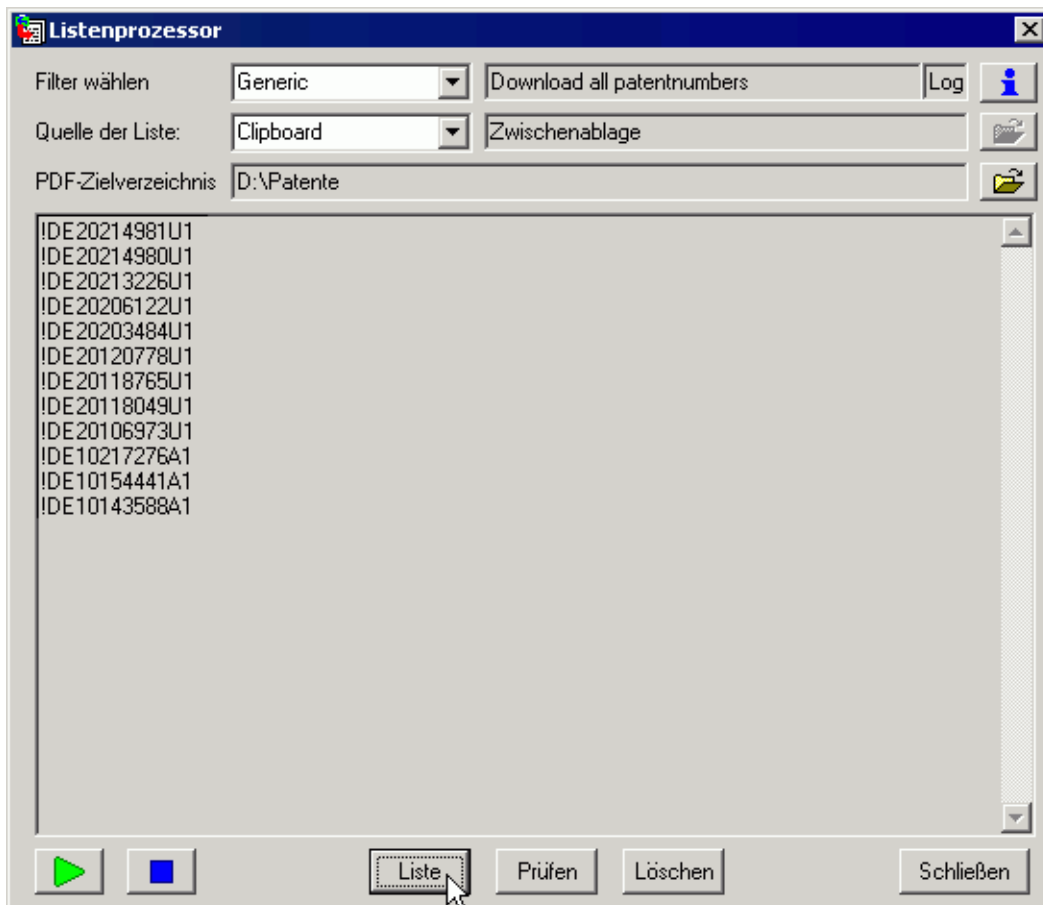 Listenprozessor
Filter wählen Generic Download all patentnumbers Log
Quelle der Liste: Clipboard Zwischenablage
PDF-Zielverzeichnis D:\Patente
!DE20214981U1
!DE20214980U1
!DE20213226U1
!DE20206122U1
!DE20203484U1
!DE20120778U1
!DE20118765U1
!DE20118049U1
!DE20106973U1
!DE10217276A1
!DE10154441A1
!DE10143588A1
Liste Prüfen Löschen Schließen